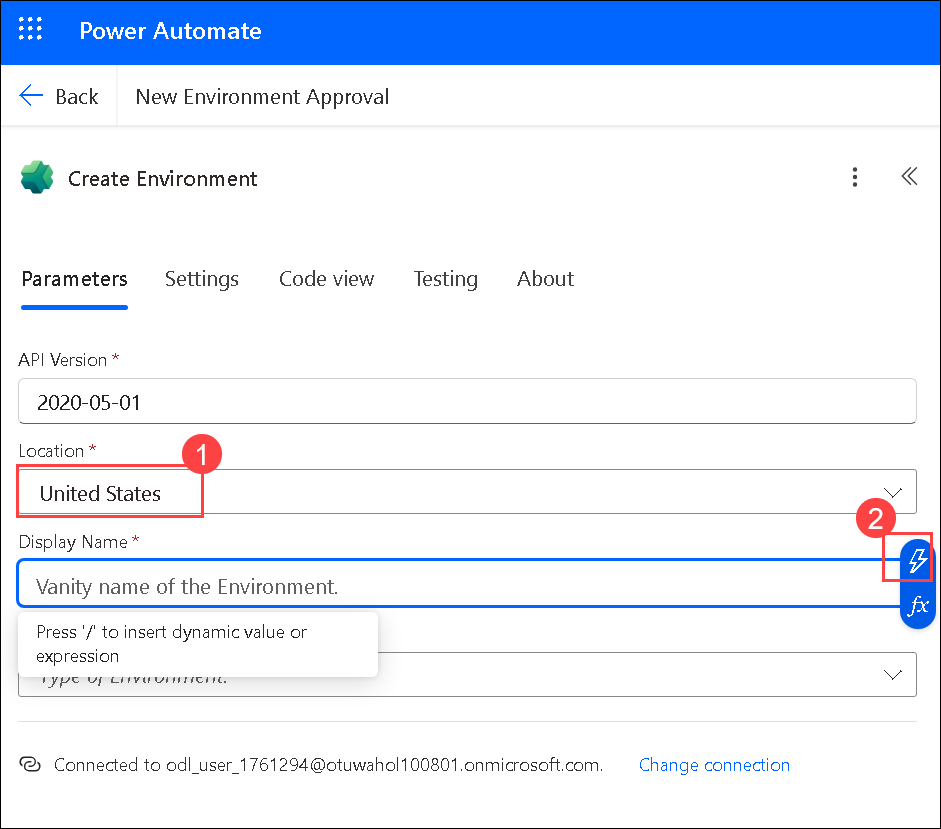 Power Automate
Back New Environment Approval
Create Environment
Parameters Settings Code view Testing About
API Version *
2020-05-01
Location *
1
United States
2
Display Name *
Vanity name of the Environment.
fx
Press '/' to insert dynamic value or
expression
Type of Environment.
Connected to odl_user_1761294@otuwahol100801.onmicrosoft.com. Change connection